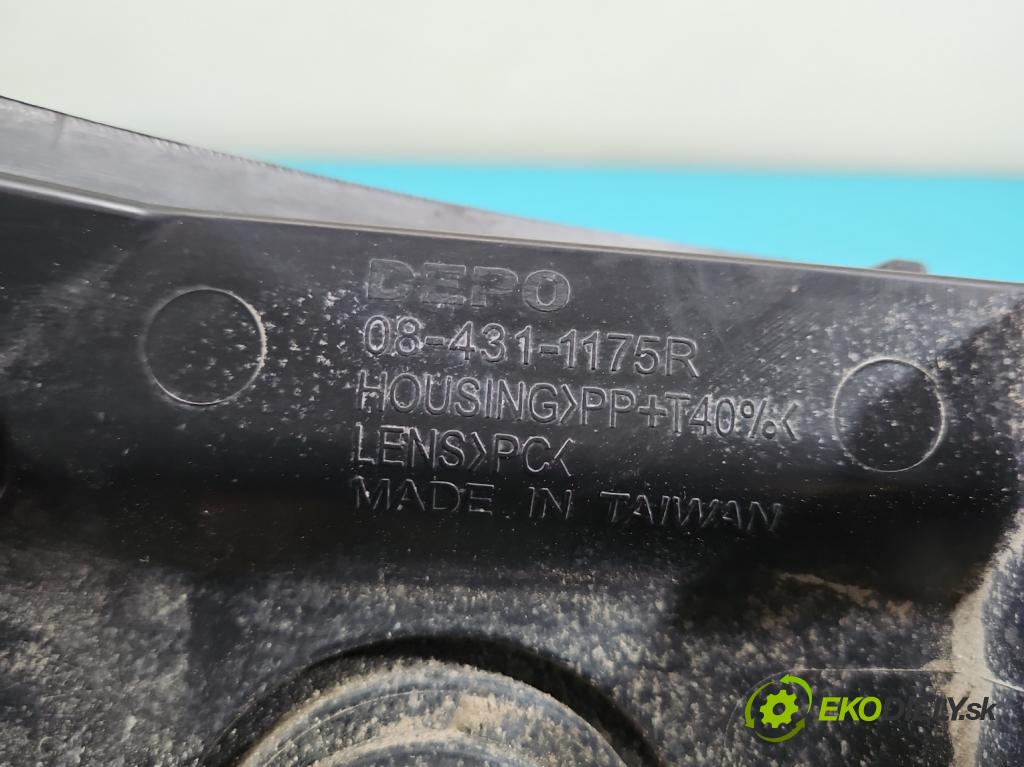 DEPO
08-431-1175R
HOUSING>PP+T40%<
LENS>PC<
MADE IN TAIWAN
EKODIELY.sk